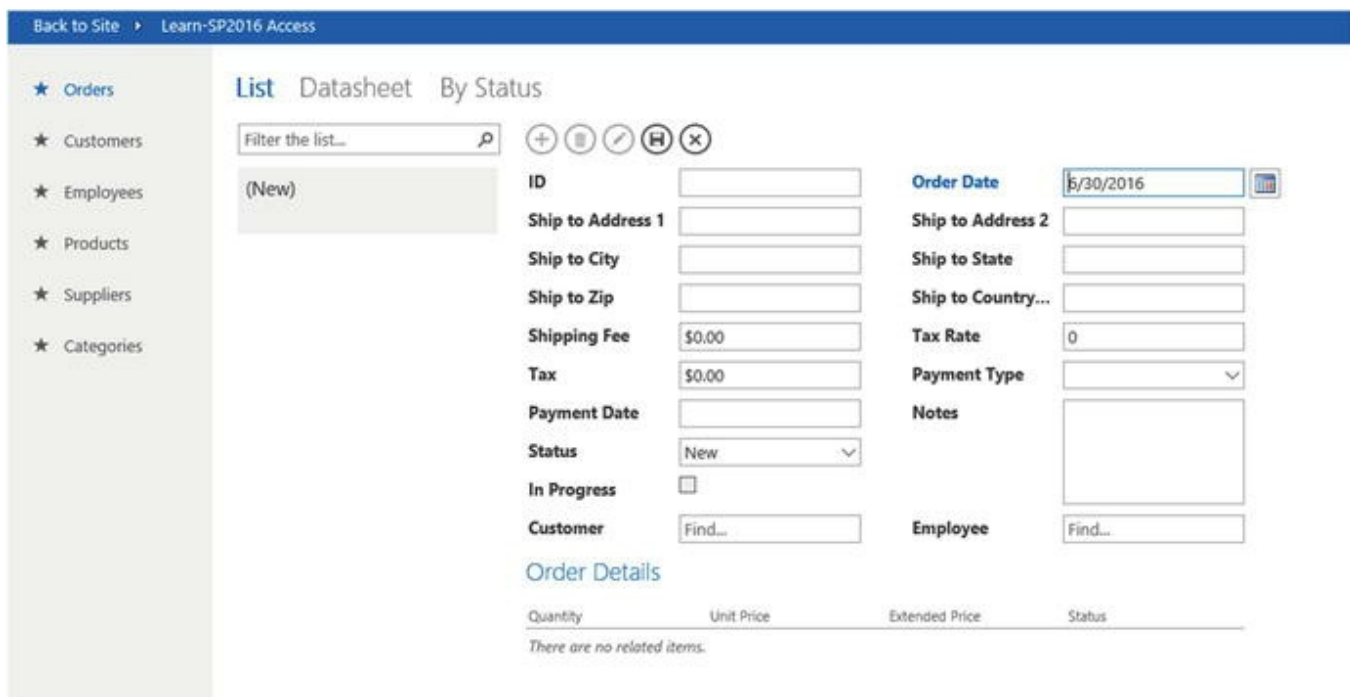 Back to Site ▸ Learn-SP2016 Access
Orders
Customers
Employees
Products
Suppliers
Categories
List Datasheet By Status
Filter the list...
(New)
ID Order Date 6/30/2016
Ship to Address 1 Ship to Address 2
Ship to City Ship to State
Ship to Zip Ship to Country...
Shipping Fee $0.00 Tax Rate 0
Tax $0.00 Payment Type
Payment Date Notes
Status New
In Progress
Customer Find... Employee Find...
Order Details
Quantity Unit Price Extended Price Status
There are no related items.